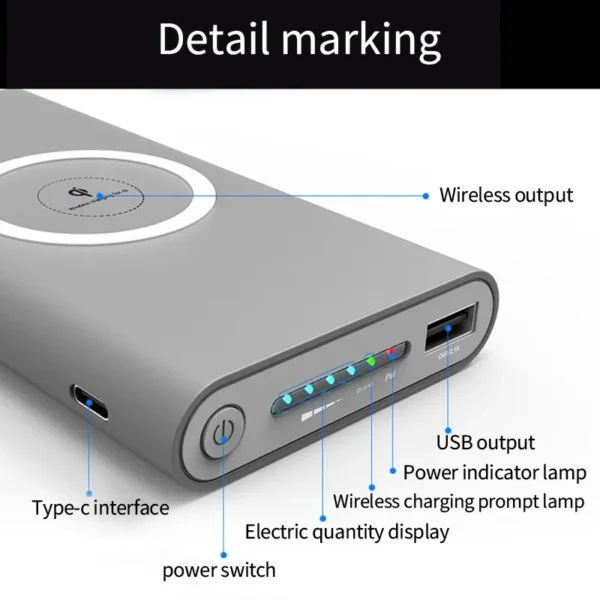 Detail marking
qi
Wireless output
USB output
Power indicator lamp
Wireless charging prompt lamp
Type-c interface
Electric quantity display
power switch